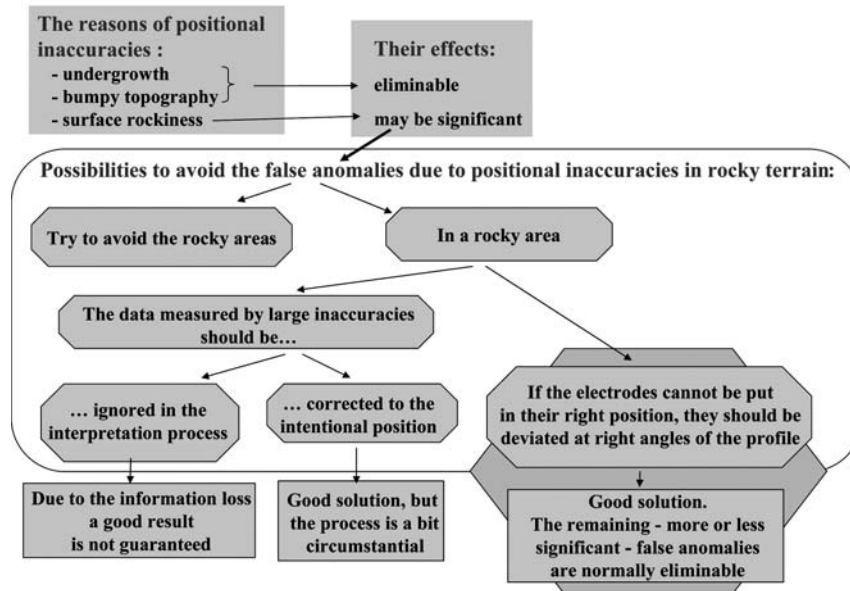 The reasons of positional
inaccuracies :
- undergrowth
- bumpy topography
- surface rockiness
Their effects:
eliminable
may be significant
Possibilities to avoid the false anomalies due to positional inaccuracies in rocky terrain:
Try to avoid the rocky areas
In a rocky area
The data measured by large inaccuracies
should be…
… ignored in the
interpretation process
… corrected to the
intentional position
If the electrodes cannot be put
in their right position, they should be
deviated at right angles of the profile
Due to the information loss
a good result
is not guaranteed
Good solution, but
the process is a bit
circumstantial
Good solution.
The remaining - more or less
significant - false anomalies
are normally eliminable